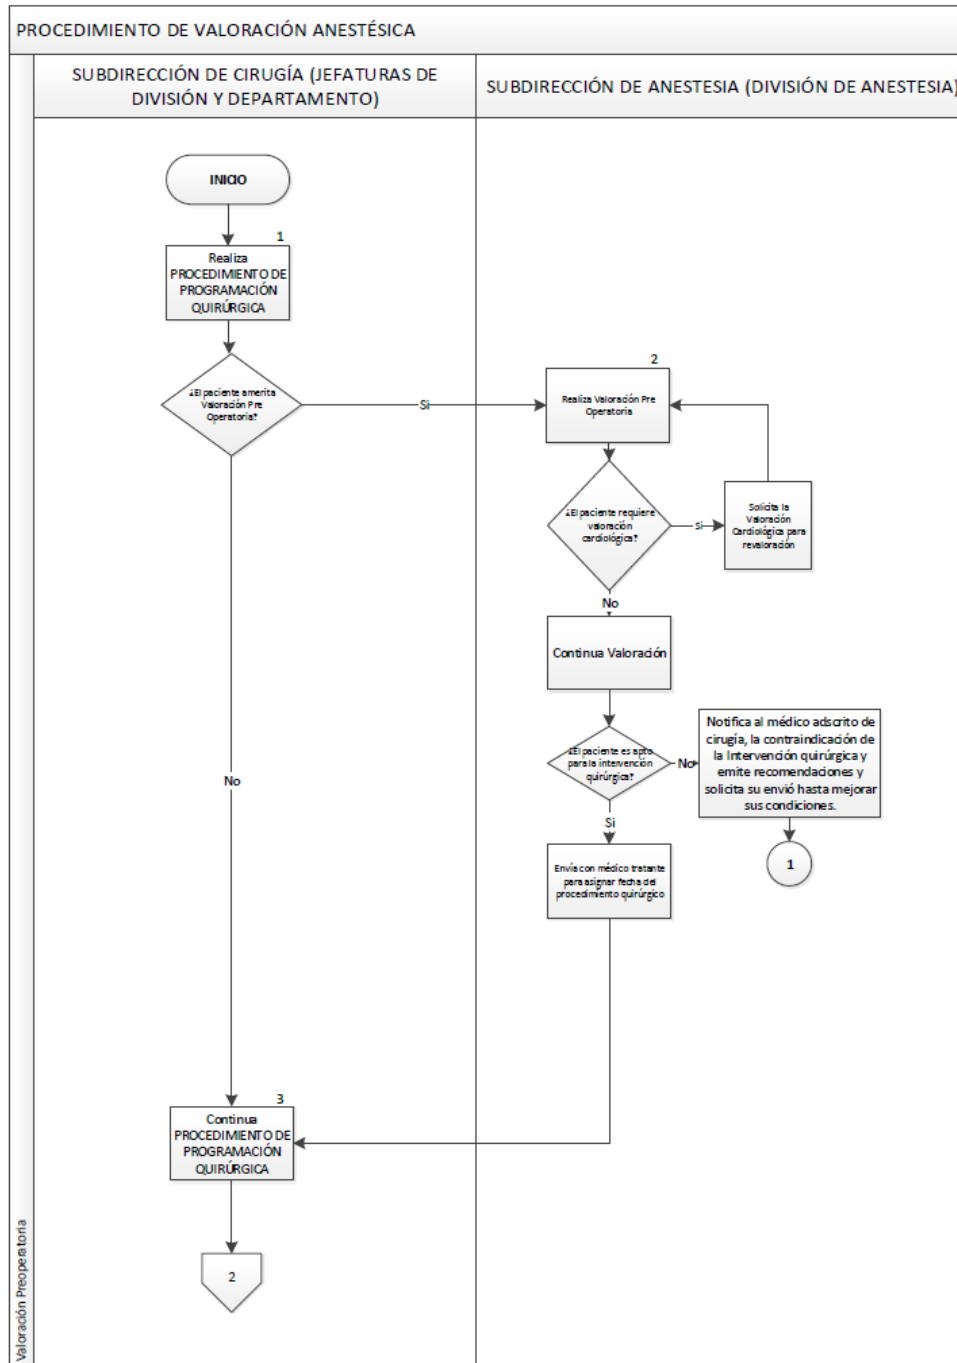 PROCEDIMIENTO DE VALORACIÓN ANESTÉSICA
SUBDIRECCIÓN DE CIRUGÍA (JEFATURAS DE
DIVISIÓN Y DEPARTAMENTO)
SUBDIRECCIÓN DE ANESTESIA (DIVISIÓN DE ANESTESIA)
INICIO
1
Realiza
PROCEDIMIENTO DE
PROGRAMACIÓN
QUIRÚRGICA
¿El paciente amerita
Valoración Pre
Operatoria?
Si
2
Realiza Valoración Pre
Operatoria
¿El paciente requiere
valoración
cardiológica?
si
Solicita la
Valoración
Cardiológica para
revaloración
No
Continua Valoración
¿El paciente es apto
para la intervención
quirúrgica?
No
Notifica al médico adscrito de
cirugía, la contraindicación de
la Intervención quirúrgica y
emite recomendaciones y
solicita su envió hasta mejorar
sus condiciones.
1
Si
Envía con médico tratante
para asignar fecha del
procedimiento quirúrgico
No
3
Continua
PROCEDIMIENTO DE
PROGRAMACIÓN
QUIRÚRGICA
2
Valoración Preoperatoria